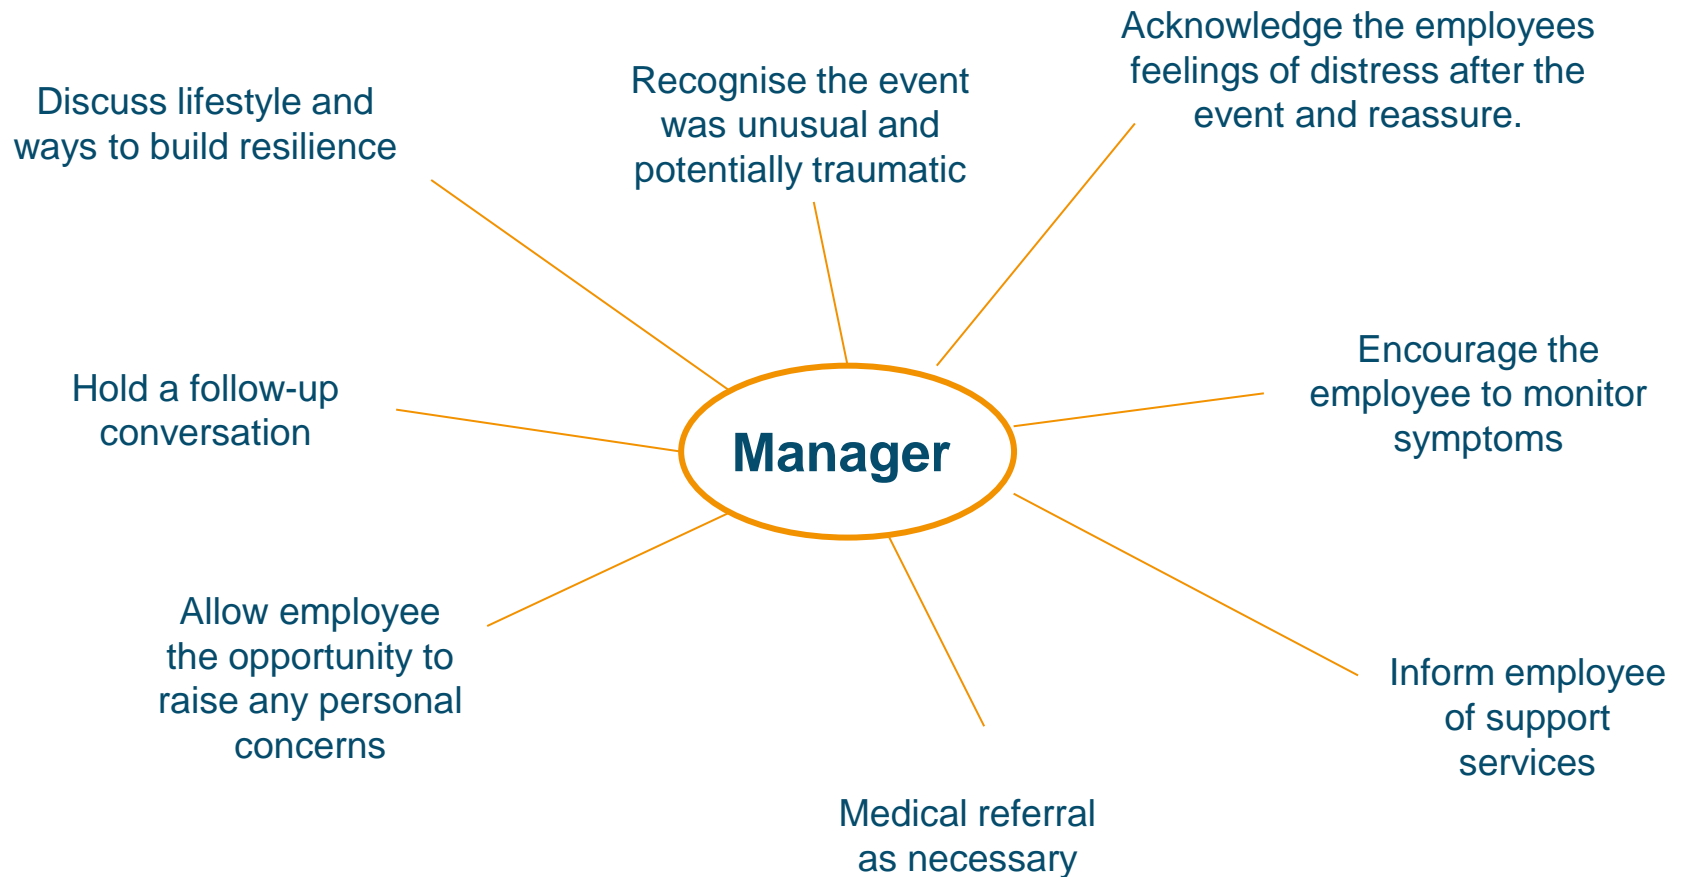 Discuss lifestyle and
ways to build resilience
Recognise the event
was unusual and
potentially traumatic
Acknowledge the employees
feelings of distress after the
event and reassure.
Hold a follow-up
conversation
Manager
Encourage the
employee to monitor
symptoms
Allow employee
the opportunity to
raise any personal
concerns
Medical referral
as necessary
Inform employee
of support
services